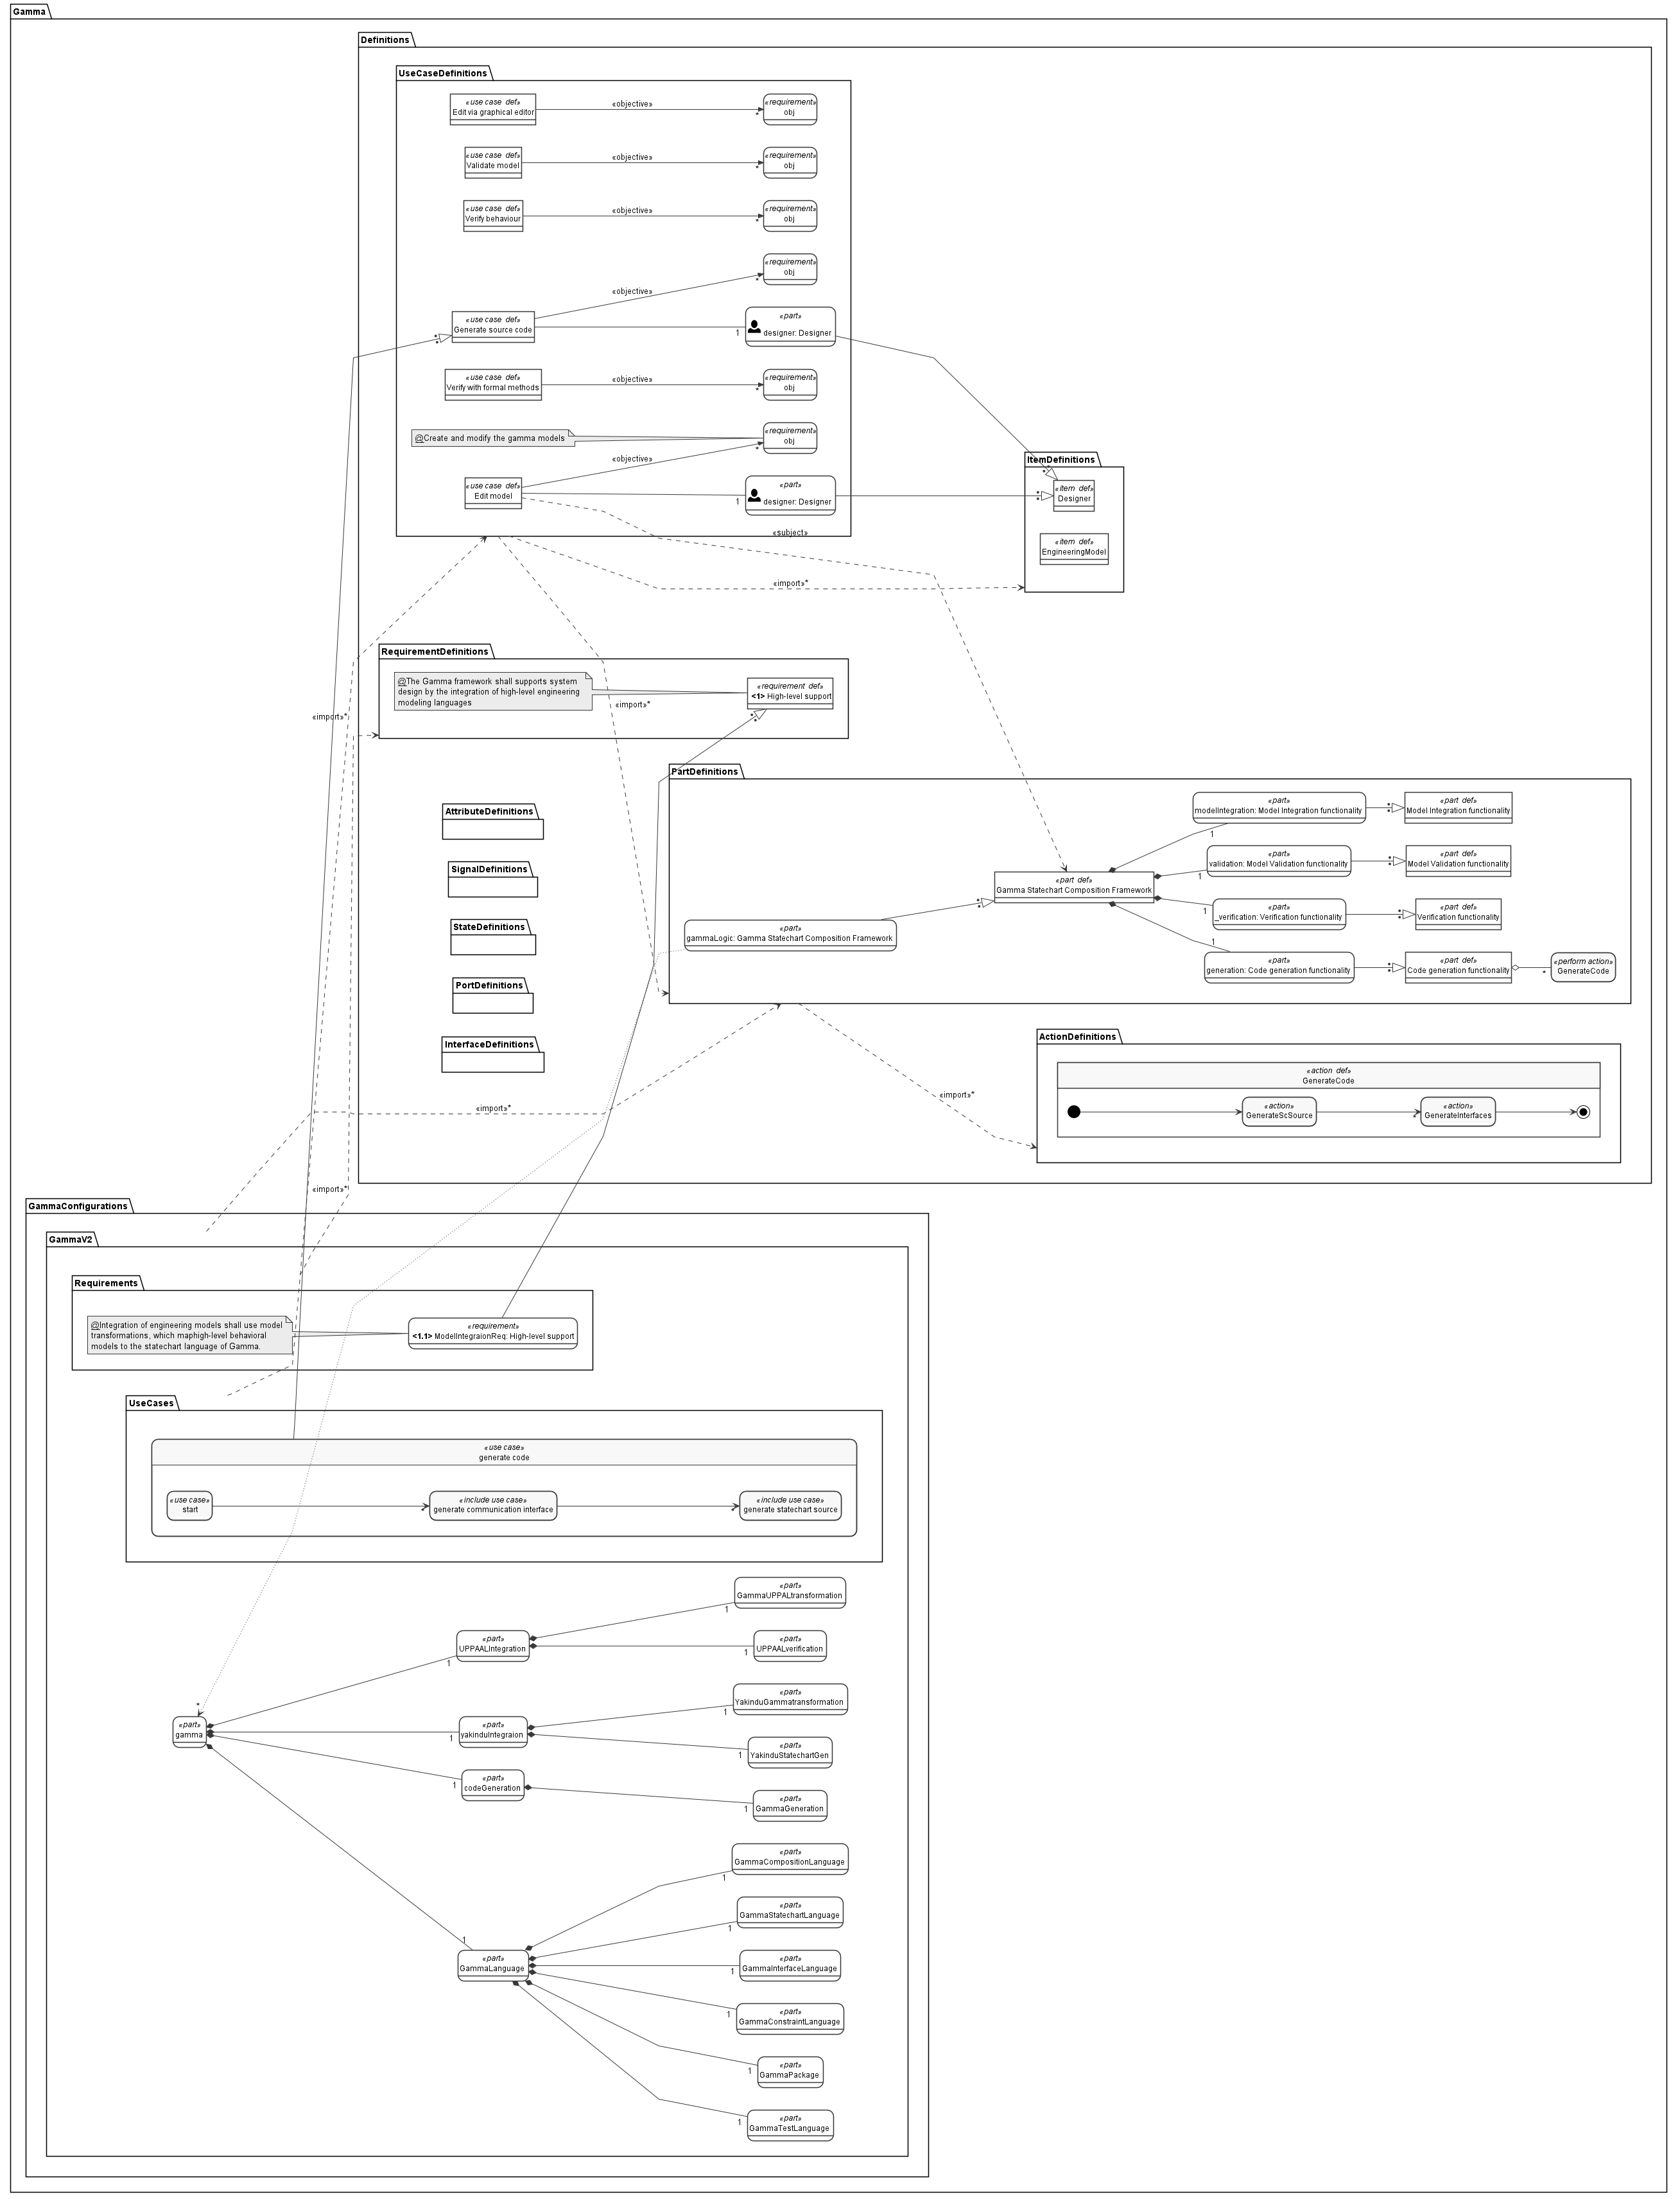 Gamma
Definitions
UseCaseDefinitions
«use case def»
Edit via graphical editor
«objective»
*
«requirement»
obj
«use case def»
Validate model
«objective»
*
«requirement»
obj
«use case def»
Verify behaviour
«objective»
*
«requirement»
obj
«requirement»
obj
*
«objective»
«use case def»
Generate source code
*
*
1
«part»
designer: Designer
«use case def»
Verify with formal methods
«objective»
*
«requirement»
obj
@Create and modify the gamma models
«requirement»
obj
*
«objective»
«use case def»
Edit model
1
«part»
designer: Designer
«subject»
ItemDefinitions
*
*
«item def»
Designer
*
*
«item def»
EngineeringModel
«import»*
RequirementDefinitions
@The Gamma framework shall supports system
design by the integration of high-level engineering
modeling languages
«requirement def»
<1> High-level support
*
*
«import»*
«import»*
PartDefinitions
«part»
modelIntegration: Model Integration functionality
*
*
«part def»
Model Integration functionality
1
«part»
validation: Model Validation functionality
*
*
«part def»
Model Validation functionality
1
«part def»
Gamma Statechart Composition Framework
*
*
«part»
_verification: Verification functionality
1
*
*
«part def»
Verification functionality
«part»
gammaLogic: Gamma Statechart Composition Framework
1
«part»
generation: Code generation functionality
*
*
«part def»
Code generation functionality
*
«perform action»
GenerateCode
AttributeDefinitions
SignalDefinitions
StateDefinitions
PortDefinitions
InterfaceDefinitions
ActionDefinitions
«action def»
GenerateCode
«action»
GenerateScSource
*
«action»
GenerateInterfaces
«import»*
«import»*
«import»*
GammaConfigurations
GammaV2
Requirements
@Integration of engineering models shall use model
transformations, which maphigh-level behavioral
models to the statechart language of Gamma.
«requirement»
<1.1> ModelIntegraionReq: High-level support
UseCases
«use case»
generate code
«use case»
start
*
«include use case»
generate communication interface
*
«include use case»
generate statechart source
«part»
GammaUPPALtransformation
1
«part»
UPPAALIntegration
1
1
«part»
UPPAALverification
«part»
YakinduGammatransformation
1
*
«part»
gamma
1
«part»
yakinduIntegraion
1
«part»
YakinduStatechartGen
1
«part»
codeGeneration
1
«part»
GammaGeneration
«part»
GammaCompositionLanguage
1
«part»
GammaStatechartLanguage
1
1
«part»
GammaLanguage
1
«part»
GammaInterfaceLanguage
1
«part»
GammaConstraintLanguage
1
«part»
GammaPackage
1
«part»
GammaTestLanguage